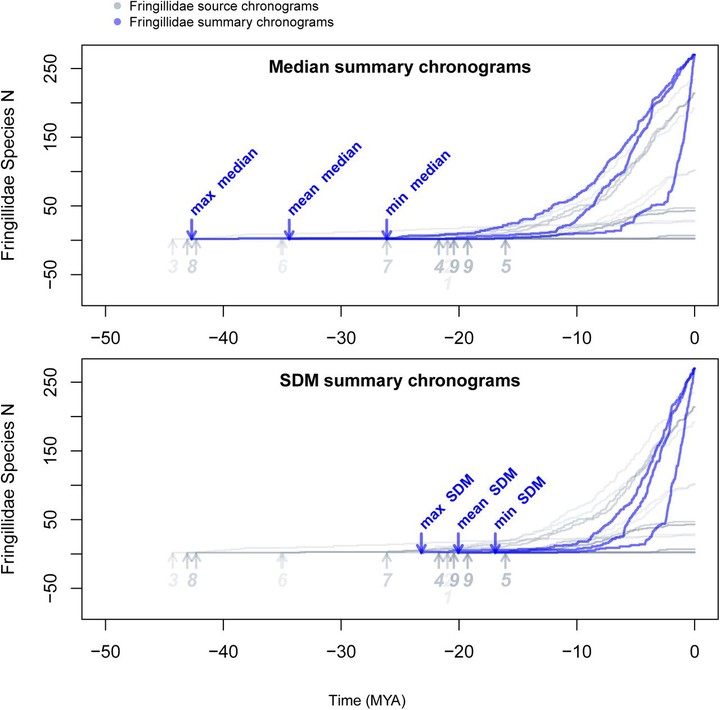 Fringillidae source chronograms
Fringillidae summary chronograms
Median summary chronograms
Fringillidae Species N
250
150
50
−50
max median
mean median
min median
3
8
6
7
4
9
9
5
1
−50
−40
−30
−20
−10
0
SDM summary chronograms
Fringillidae Species N
250
150
50
−50
max SDM
mean SDM
min SDM
3
8
6
7
4
9
9
5
1
−50
−40
−30
−20
−10
0
Time (MYA)